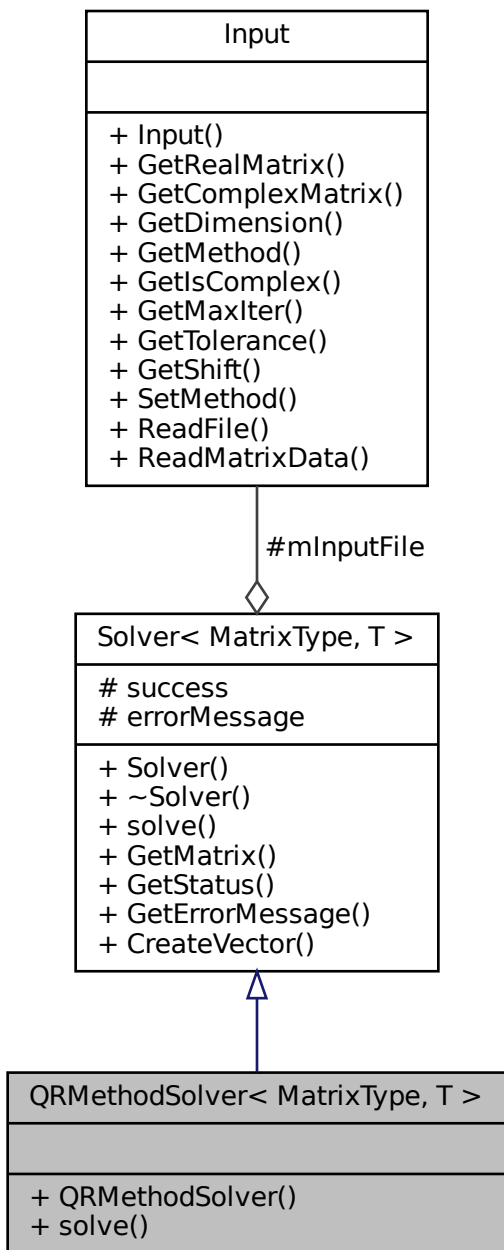 Input
+ Input()
+ GetRealMatrix()
+ GetComplexMatrix()
+ GetDimension()
+ GetMethod()
+ GetIsComplex()
+ GetMaxIter()
+ GetTolerance()
+ GetShift()
+ SetMethod()
+ ReadFile()
+ ReadMatrixData()
#mInputFile
Solver< MatrixType, T >
# success
# errorMessage
+ Solver()
+ ~Solver()
+ solve()
+ GetMatrix()
+ GetStatus()
+ GetErrorMessage()
+ CreateVector()
QRMethodSolver< MatrixType, T >
+ QRMethodSolver()
+ solve()